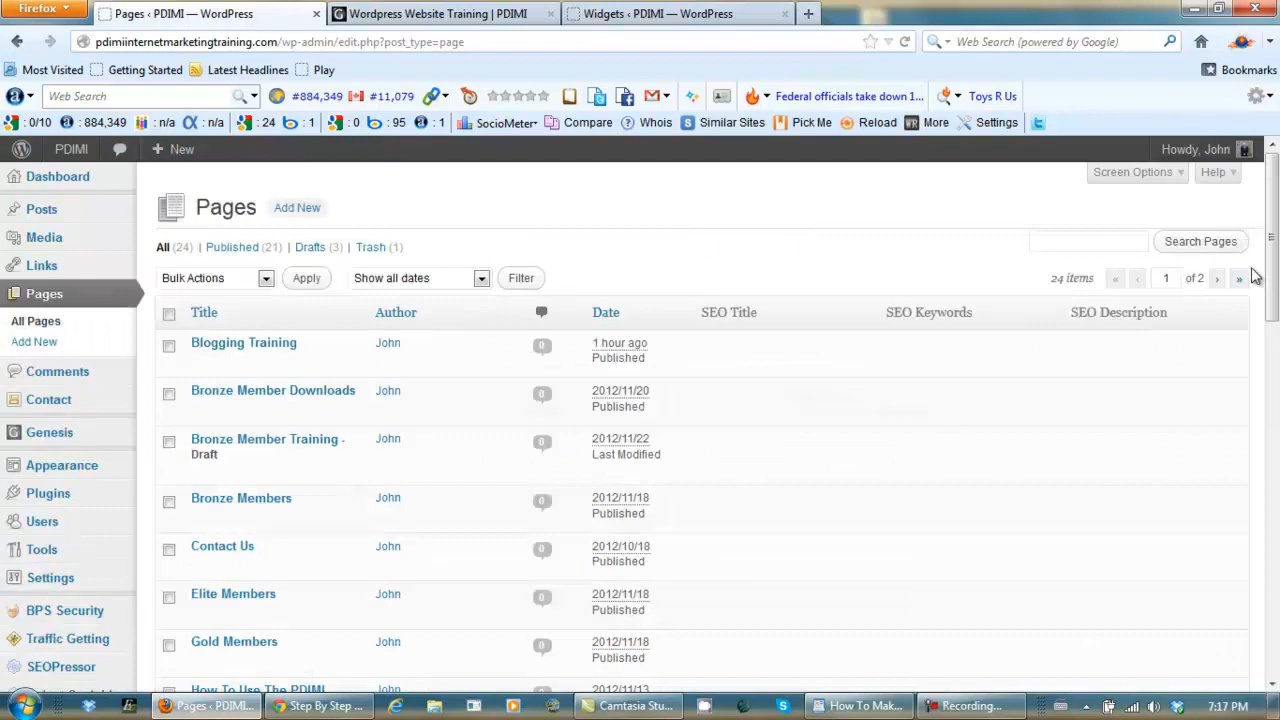 Firefox
Pages ‹ PDIMI — WordPress
Wordpress Website Training | PDIMI
Widgets ‹ PDIMI — WordPress
pdimiinternetmarketingtraining.com/wp-admin/edit.php?post_type=page
Web Search (powered by Google)
Most Visited
Getting Started
Latest Headlines
Play
Bookmarks
Web Search
#884,349
#11,079
Federal officials take down 1...
Toys R Us
: 0/10
: 884,349
: n/a
: n/a
: 24
: 1
: 0
: 95
: 1
SocioMeter
Compare
Whois
Similar Sites
Pick Me
Reload
More
Settings
PDIMI
+ New
Howdy, John
Dashboard
Posts
Media
Links
Pages
All Pages
Add New
Comments
Contact
Genesis
Appearance
Plugins
Users
Tools
Settings
BPS Security
Traffic Getting
SEOPressor
Screen Options
Help
Pages Add New
All (24) | Published (21) | Drafts (3) | Trash (1)
Search Pages
Bulk Actions
Apply
Show all dates
Filter
24 items « ‹ 1 of 2 › »
Title Author Date SEO Title SEO Keywords SEO Description
Blogging Training John 0 1 hour ago
Published
Bronze Member Downloads John 0 2012/11/20
Published
Bronze Member Training - John 0 2012/11/22
Draft Last Modified
Bronze Members John 0 2012/11/18
Published
Contact Us John 0 2012/10/18
Published
Elite Members John 0 2012/11/18
Published
Gold Members John 0 2012/11/18
Published
How To Use The PDIMI John 2012/11/13
Pages ‹ PDIMI...
Step By Step ...
Camtasia Stu...
How To Mak...
Recording...
7:17 PM